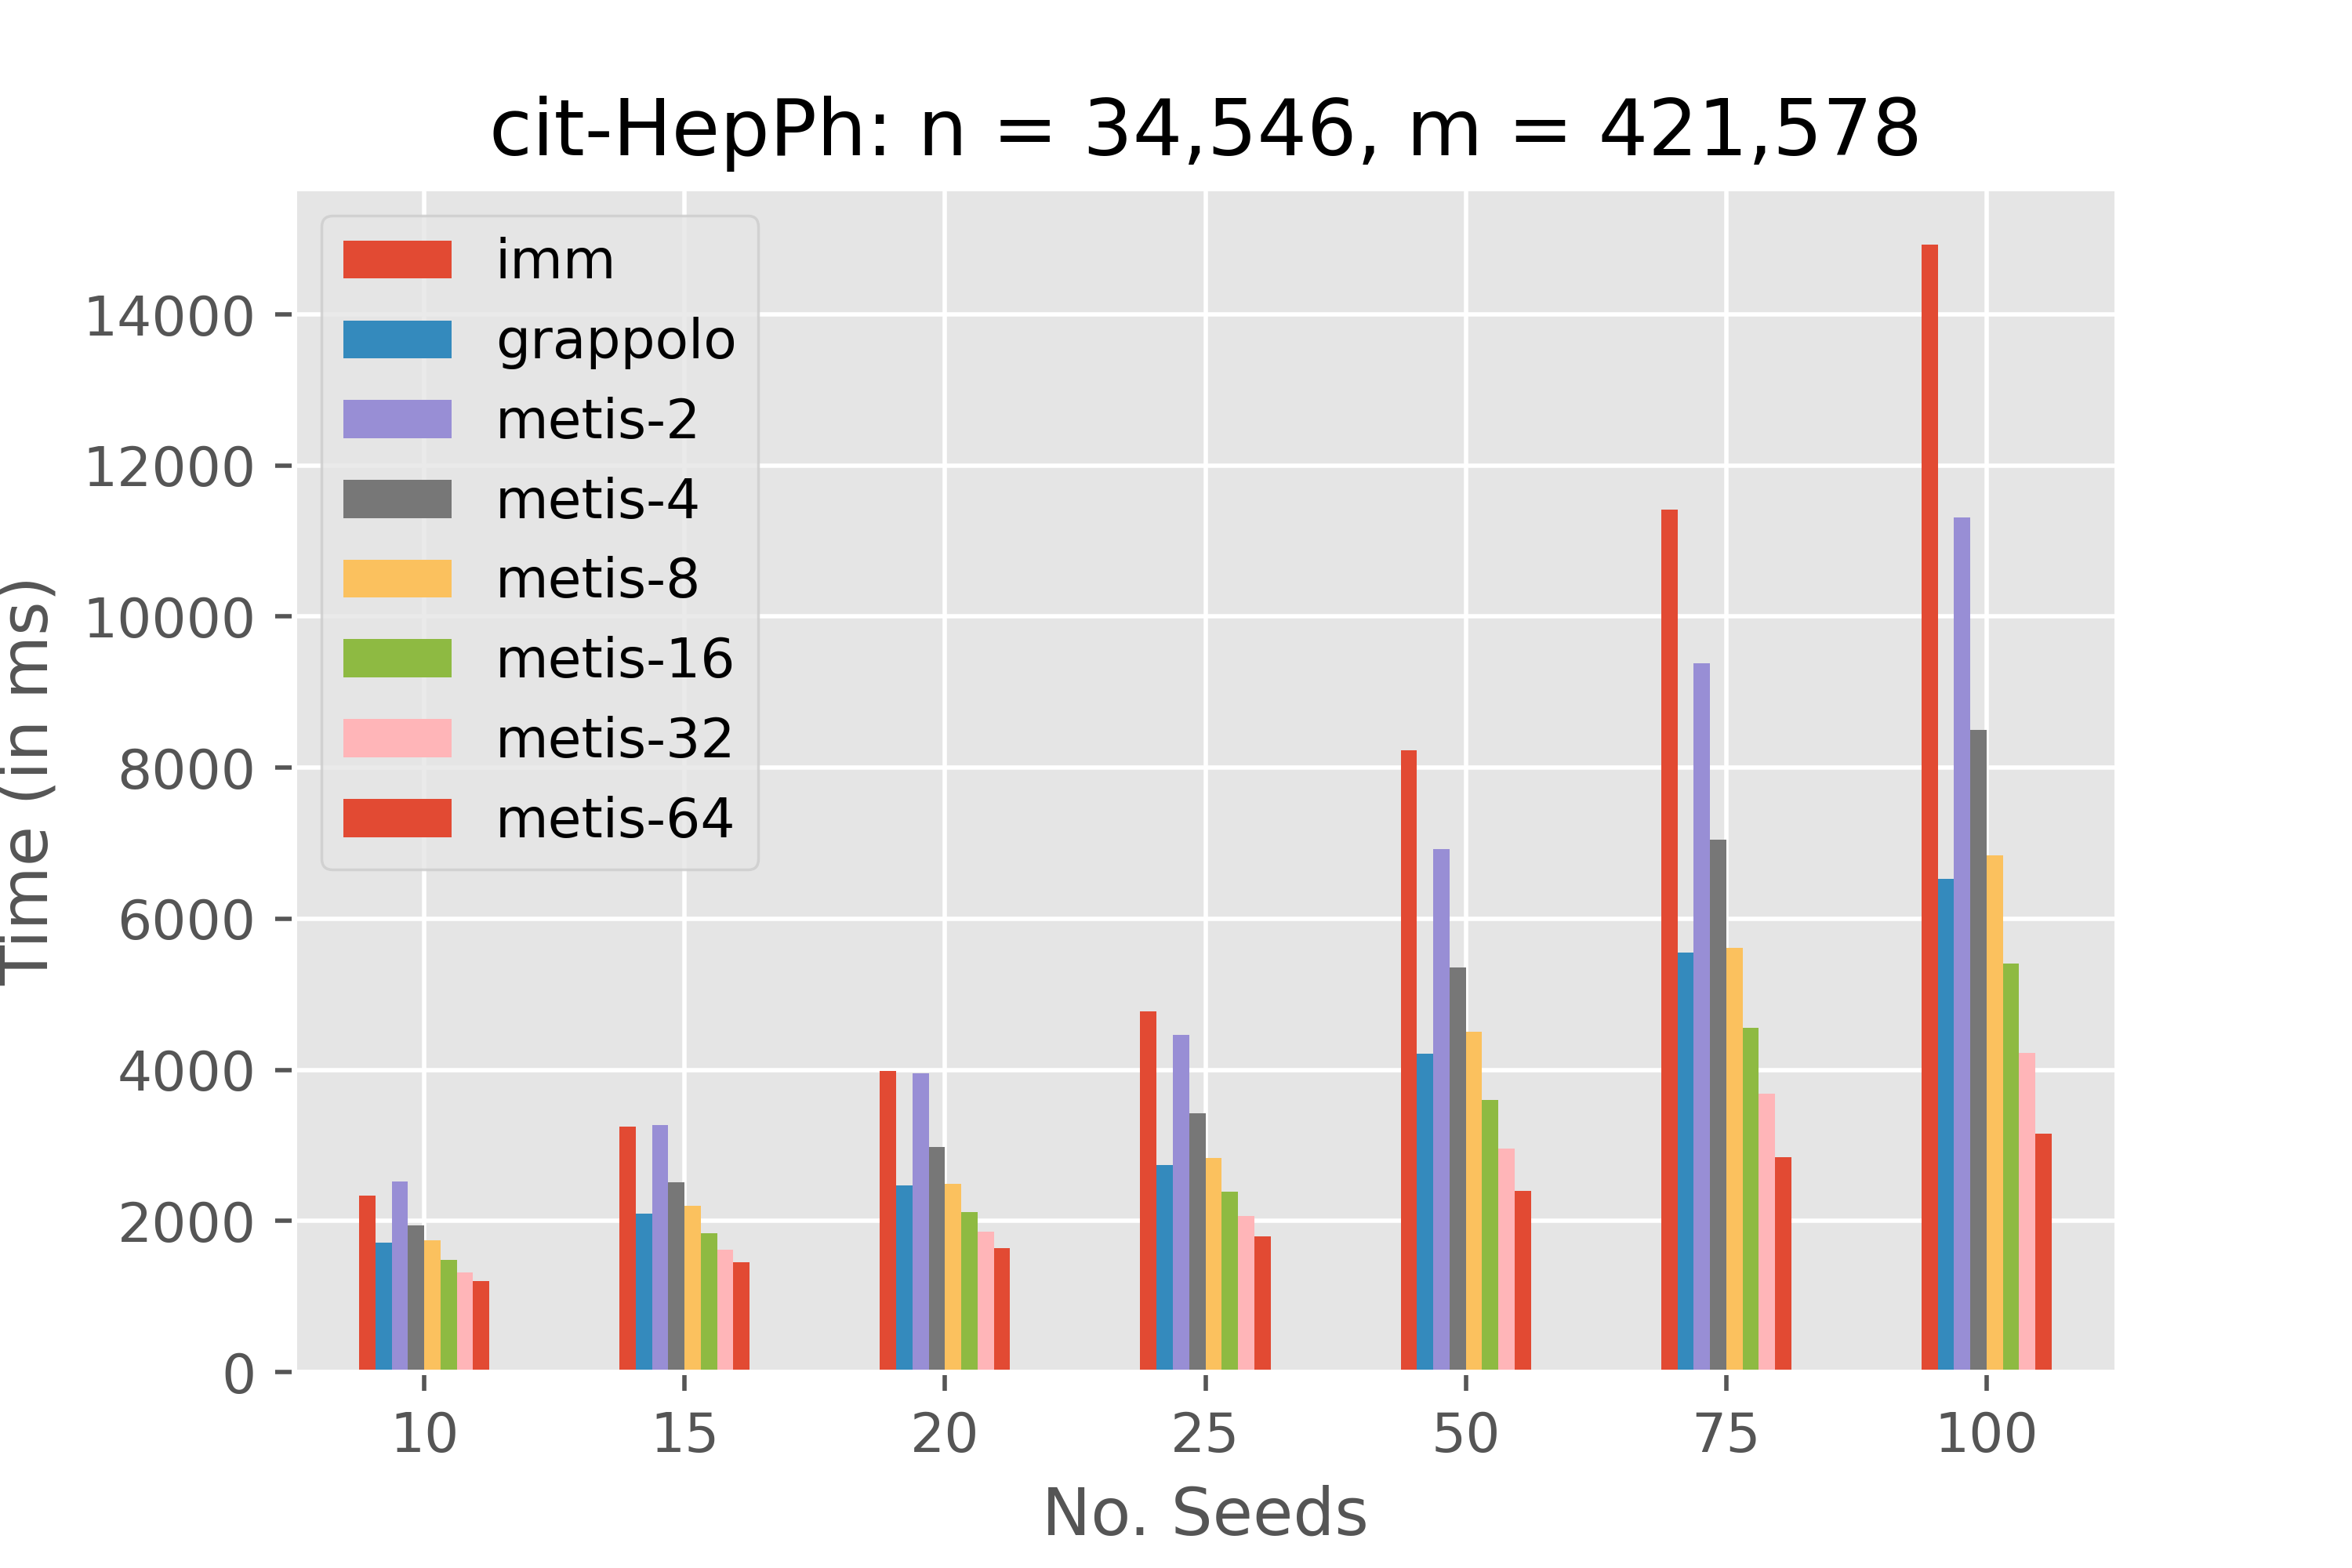 cit-HepPh: n = 34,546, m = 421,578
imm
grappolo
metis-2
metis-4
metis-8
metis-16
metis-32
metis-64
14000
12000
10000
8000
6000
4000
2000
0
Time (in ms)
10 15 20 25 50 75 100
No. Seeds